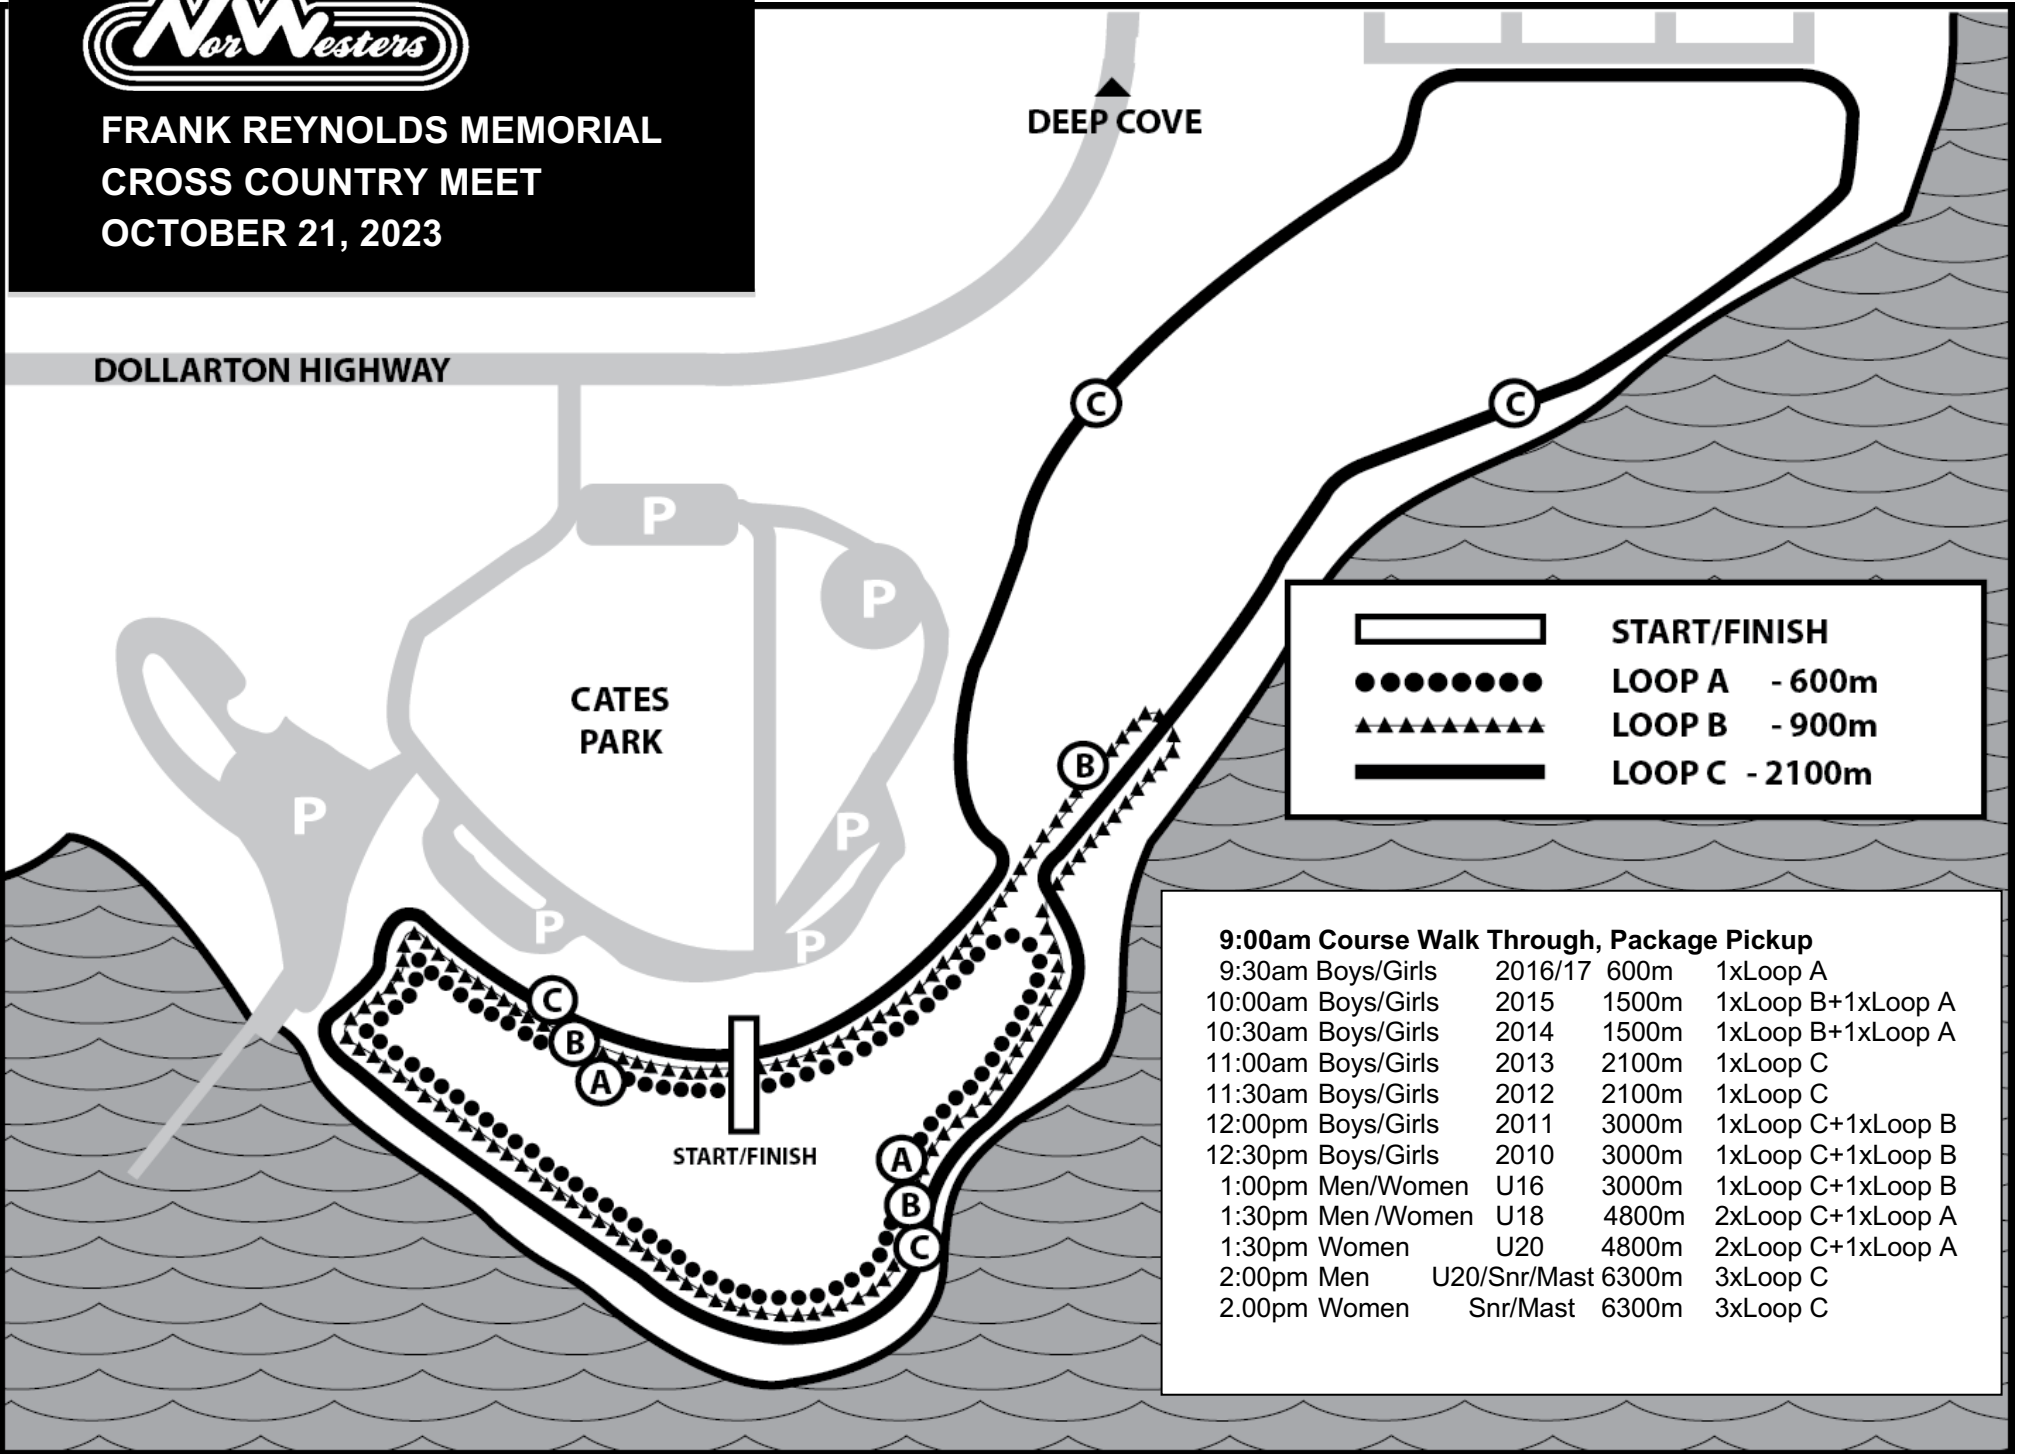 NorWesters
FRANK REYNOLDS MEMORIAL
CROSS COUNTRY MEET
OCTOBER 21, 2023
DEEP COVE
DOLLARTON HIGHWAY
C
C
P
P
CATES
PARK
START/FINISH
LOOP A - 600m
LOOP B - 900m
LOOP C - 2100m
B
P
P
P
P
C
B
A
START/FINISH
A
B
C
9:00am Course Walk Through, Package Pickup
9:30am Boys/Girls 2016/17 600m 1xLoop A
10:00am Boys/Girls 2015 1500m 1xLoop B+1xLoop A
10:30am Boys/Girls 2014 1500m 1xLoop B+1xLoop A
11:00am Boys/Girls 2013 2100m 1xLoop C
11:30am Boys/Girls 2012 2100m 1xLoop C
12:00pm Boys/Girls 2011 3000m 1xLoop C+1xLoop B
12:30pm Boys/Girls 2010 3000m 1xLoop C+1xLoop B
1:00pm Men/Women U16 3000m 1xLoop C+1xLoop B
1:30pm Men /Women U18 4800m 2xLoop C+1xLoop A
1:30pm Women U20 4800m 2xLoop C+1xLoop A
2:00pm Men U20/Snr/Mast 6300m 3xLoop C
2.00pm Women Snr/Mast 6300m 3xLoop C